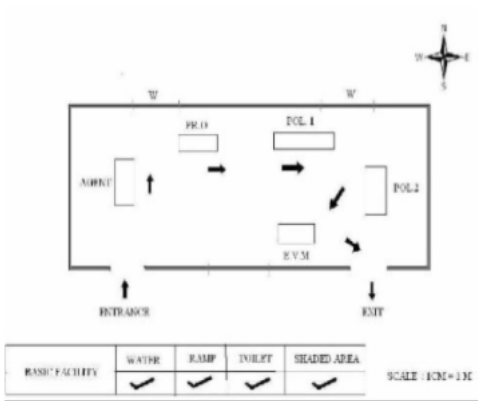 N
W E
S
W W
PR.O POL. 1
AGENT
POL.2
E.V.M
ENTRANCE EXIT
BASIC FACILITY WATER RAMP TOILET SHADED AREA
SCALE : 1CM = 1 M